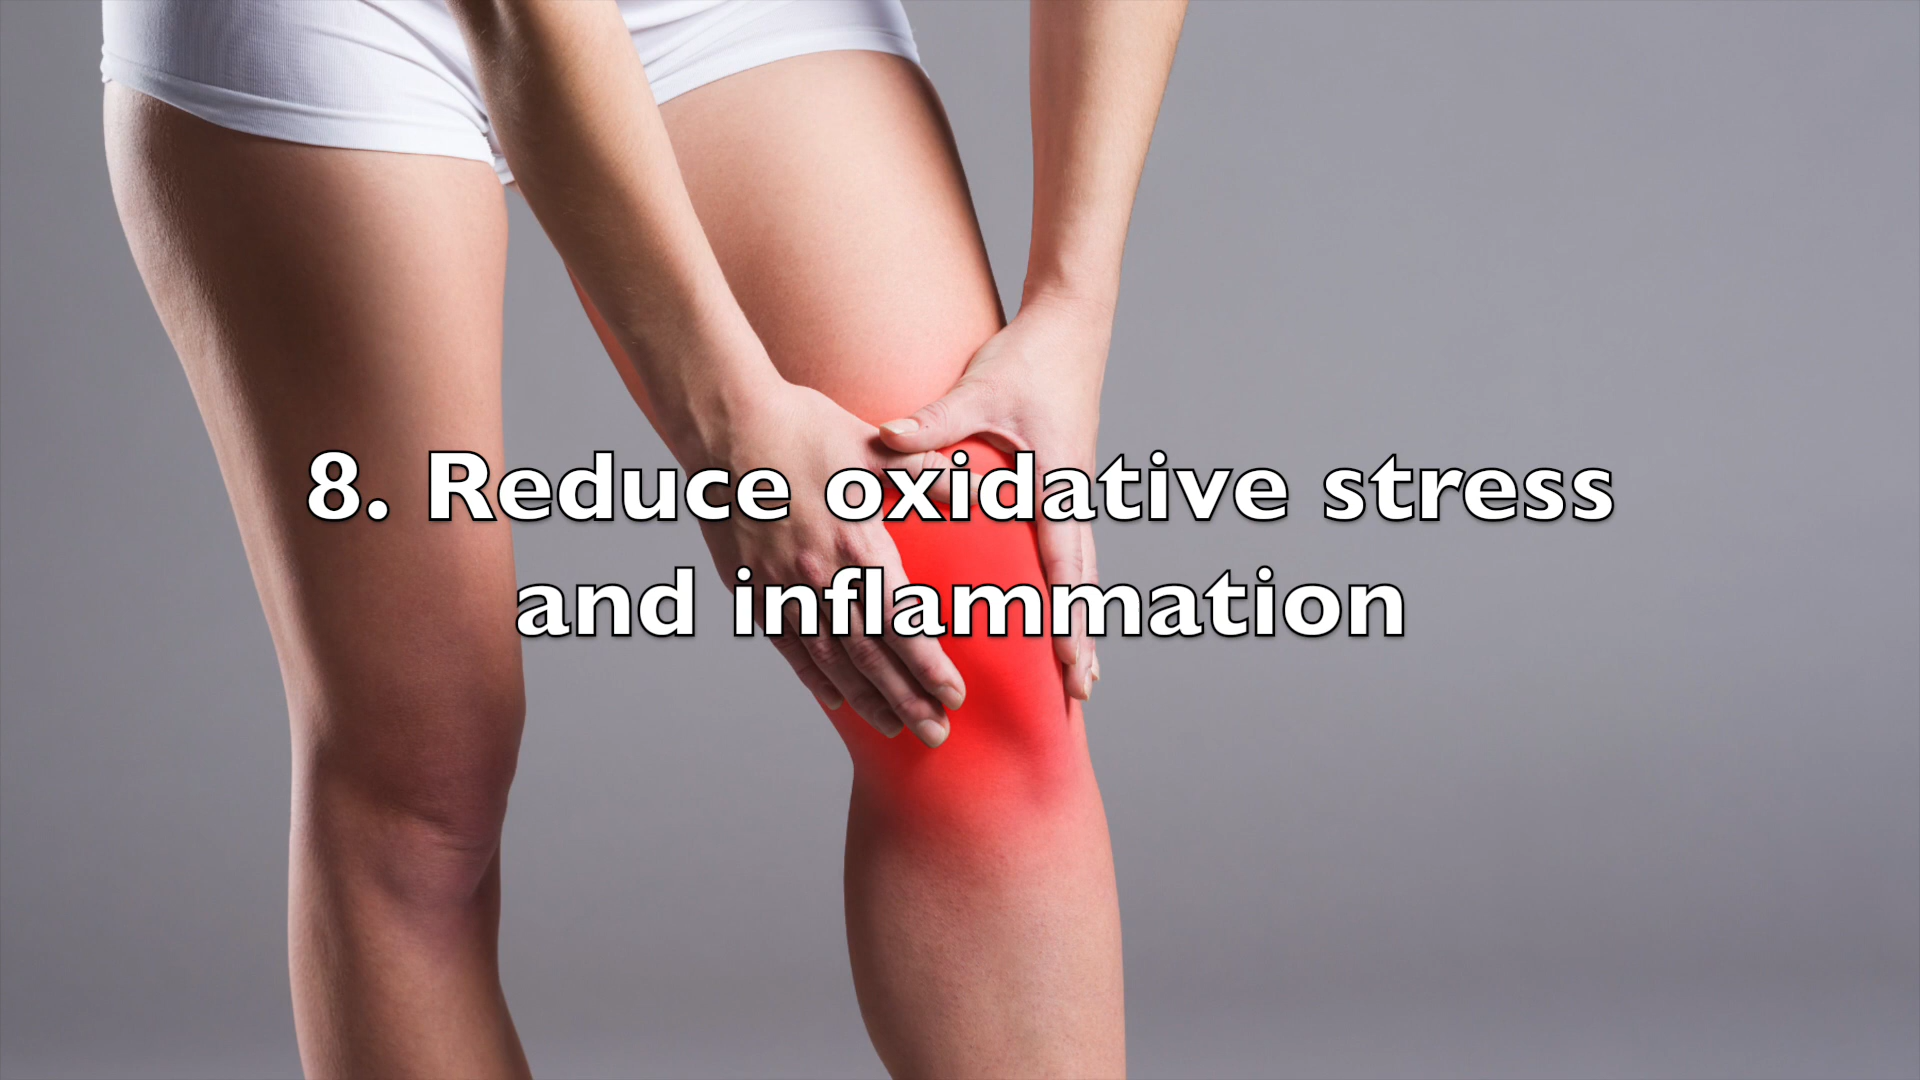 8. Reduce oxidative stress
and inflammation